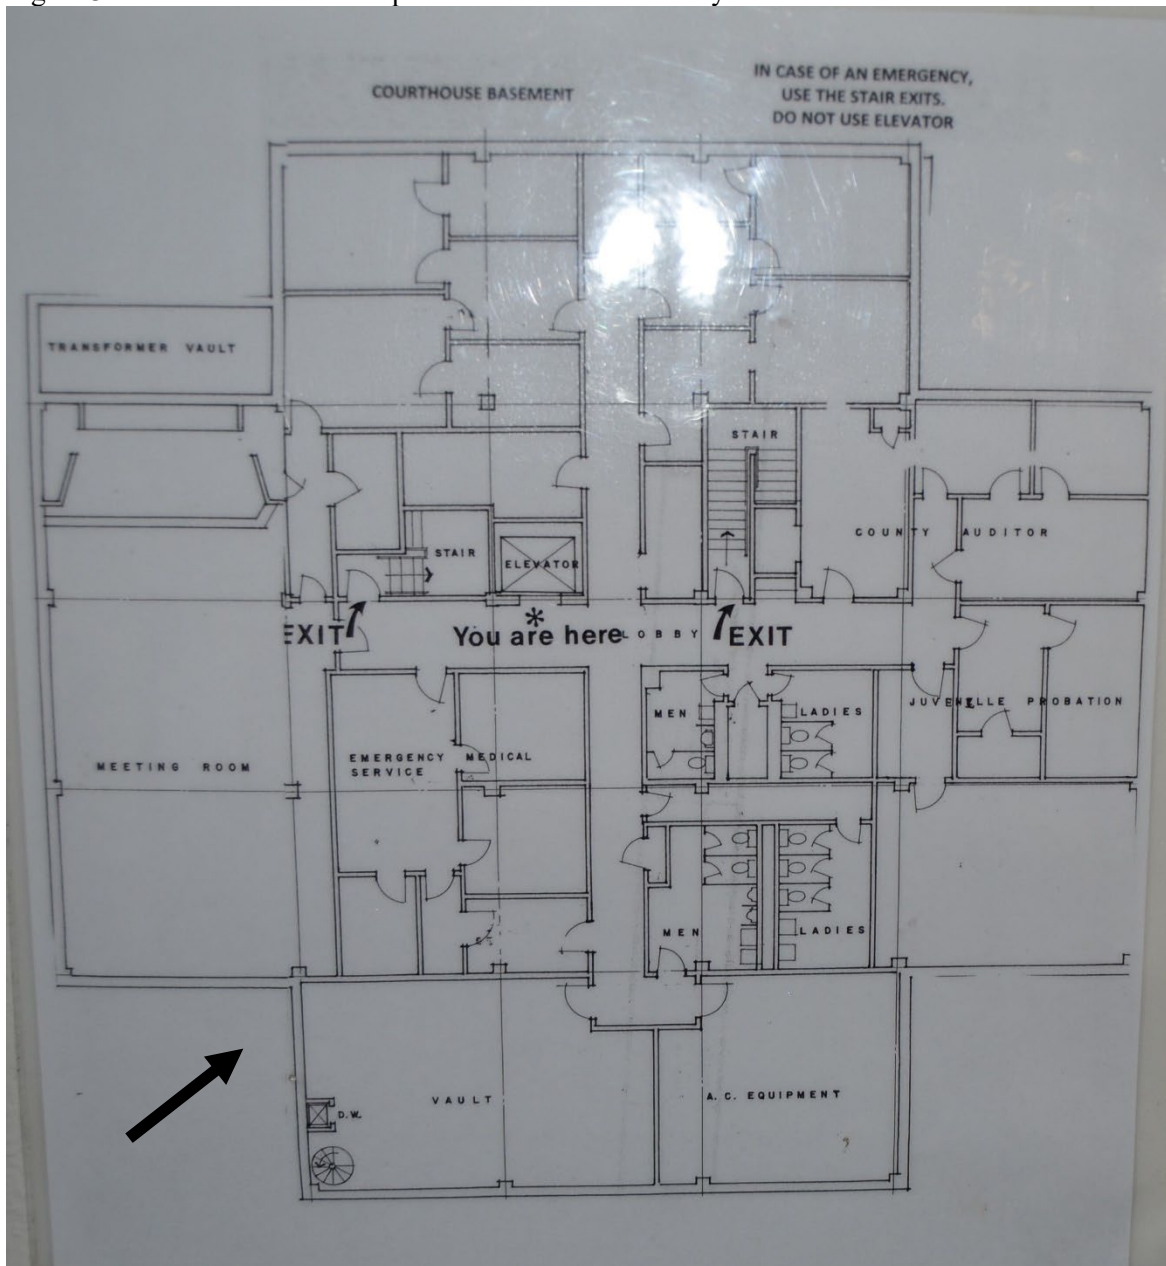 COURTHOUSE BASEMENT
IN CASE OF AN EMERGENCY,
USE THE STAIR EXITS.
DO NOT USE ELEVATOR
TRANSFORMER VAULT
STAIR
COUNTY AUDITOR
STAIR
ELEVATOR
EXIT
*
You are here
LOBBY
EXIT
MEN
LADIES
JUVENILLE PROBATION
EMERGENCY MEDICAL
SERVICE
MEETING ROOM
MEN
LADIES
VAULT
A.C. EQUIPMENT
D.W.